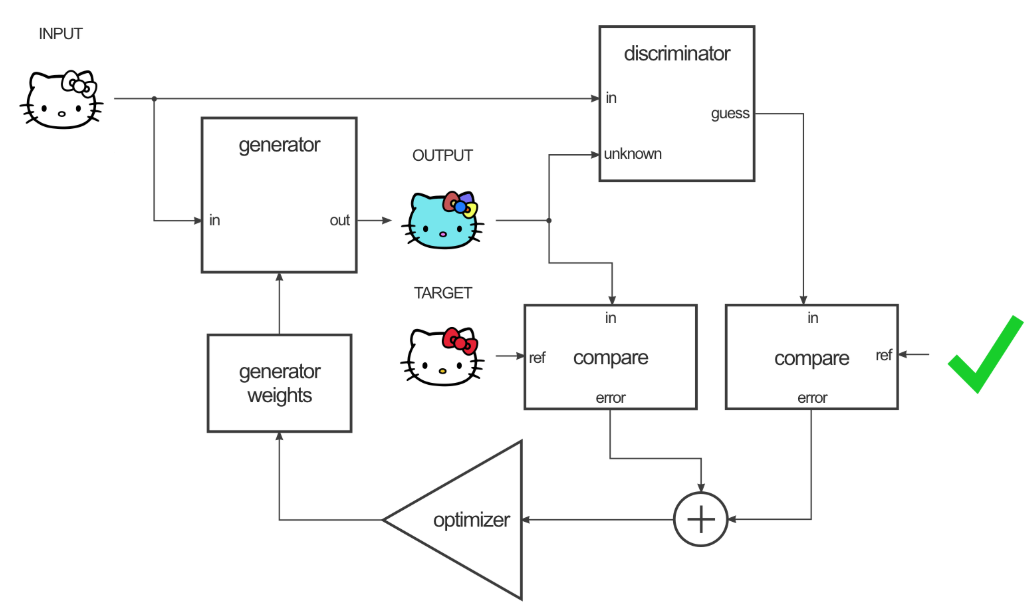 INPUT
discriminator
in
guess
generator
OUTPUT
unknown
in
out
TARGET
in
in
ref
compare
compare
ref
generator
weights
error
error
optimizer
+